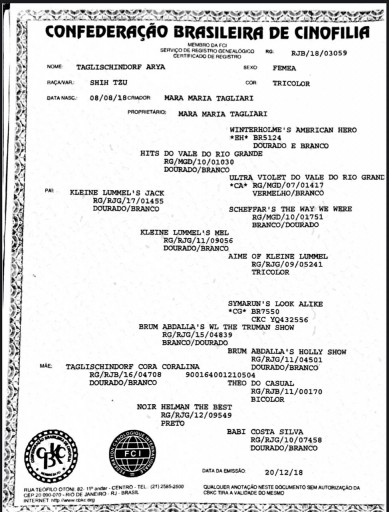 CONFEDERAÇÃO BRASILEIRA DE CINOFILIA
MEMBRO DA FCI
SERVIÇO DE REGISTRO GENEALÓGICO
CERTIFICADO DE REGISTRO
RG: RJB/18/03059
NOME: TAGLISCHINDORF ARYA SEXO: FEMEA
RAÇA/VAR.: SHIH TZU COR: TRICOLOR
DATA NASC.: 08/08/18 CRIADOR: MARA MARIA TAGLIARI
PROPRIETÁRIO: MARA MARIA TAGLIARI
WINTERHOLME'S AMERICAN HERO
*EH* BR5124
DOURADO E BRANCO
HITS DO VALE DO RIO GRANDE
RG/MGD/10/01030
DOURADO/BRANCO
ULTRA VIOLET DO VALE DO RIO GRAND
*CA* RG/MGD/07/01417
VERMELHO/BRANCO
PAI: KLEINE LUMMEL'S JACK
RG/RJG/17/01455
DOURADO/BRANCO
SCHEFFAR'S THE WAY WE WERE
RG/MGD/10/01751
BRANCO/DOURADO
KLEINE LUMMEL'S MEL
RG/RJG/11/09056
DOURADO/BRANCO
AIME OF KLEINE LUMMEL
RG/RJG/09/05241
TRICOLOR
SYMARUN'S LOOK ALIKE
*CG* BR7550
CKC YQ432556
BRUM ABDALLA'S WL THE TRUMAN SHOW
RG/RJG/15/04839
BRANCO/DOURADO
BRUM ABDALLA'S HOLLY SHOW
RG/RJG/11/04501
DOURADO/BRANCO
MÃE: TAGLISCHINDORF CORA CORALINA
RG/RJB/16/04708 900164001210504
DOURADO/BRANCO
THEO DO CASUAL
RG/RJB/11/00170
BICOLOR
NOIR HELMAN THE BEST
RG/RJG/12/09549
PRETO
BABI COSTA SILVA
RG/RJG/10/07458
DOURADO/BRANCO
CBKC
FCI
DATA DA EMISSÃO 20/12/18
RUA TEÓFILO OTONI, 82- 11º andar - CENTRO - TEL.: (21)
CEP 20.090-070 - RIO DE JANEIRO - RJ - BRASIL
INTERNET: http://www.cbkc.org
QUALQUER ANOTAÇÃO NESTE DOCUMENTO SEM AUTORIZAÇÃO DA
CBKC TIRA A VALIDADE DO MESMO